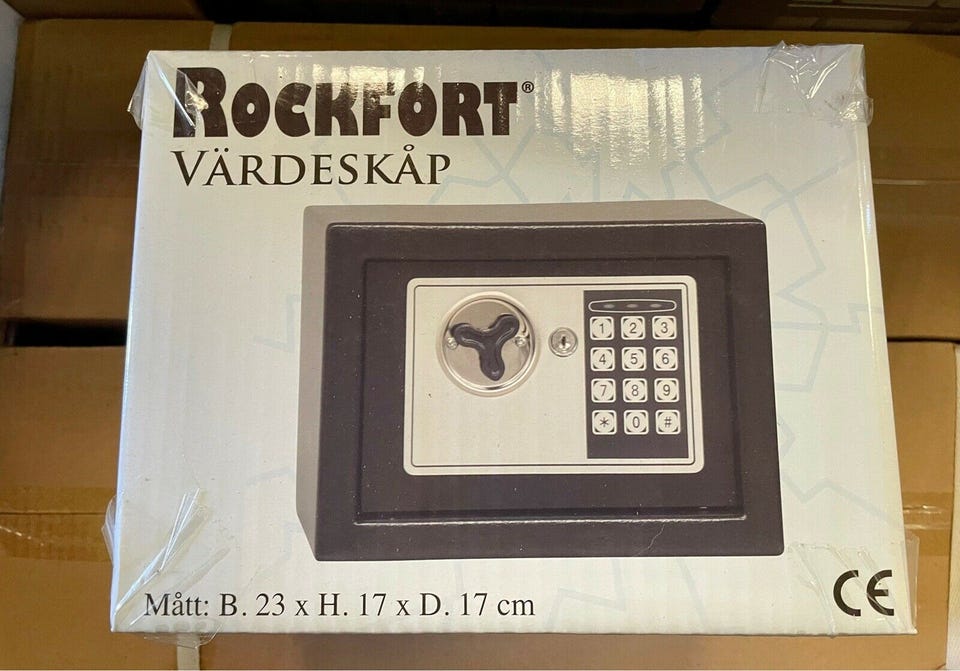 ROCKFORT®
VÄRDESKÅP
1 2 3
4 5 6
7 8 9
* 0 #
Mått: B. 23 x H. 17 x D. 17 cm
CE